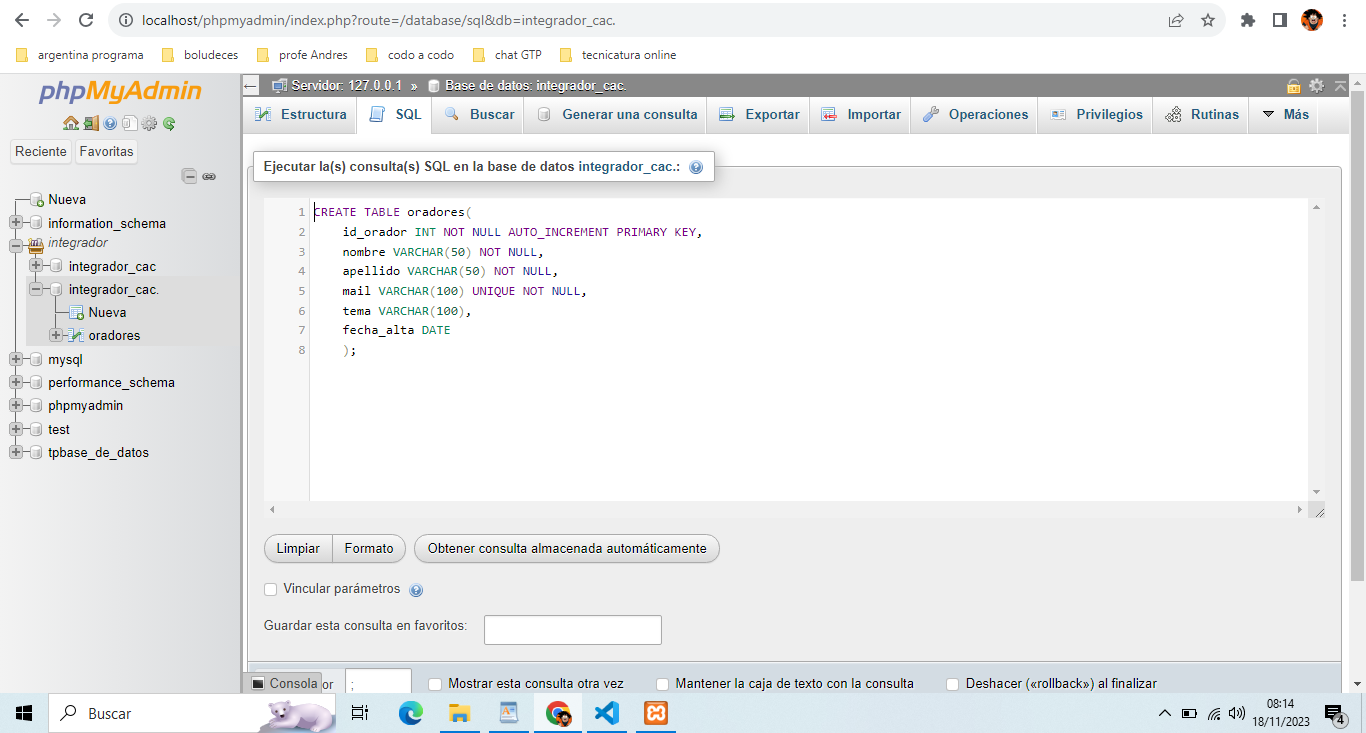 localhost/phpmyadmin/index.php?route=/database/sql&db=integrador_cac.
argentina programa
boludeces
profe Andres
codo a codo
chat GTP
tecnicatura online
phpMyAdmin
Reciente
Favoritas
Nueva
information_schema
integrador
integrador_cac
integrador_cac.
Nueva
oradores
mysql
performance_schema
phpmyadmin
test
tpbase_de_datos
Servidor: 127.0.0.1 » Base de datos: integrador_cac.
Estructura
SQL
Buscar
Generar una consulta
Exportar
Importar
Operaciones
Privilegios
Rutinas
Más
Ejecutar la(s) consulta(s) SQL en la base de datos integrador_cac.:
1 CREATE TABLE oradores(
2 id_orador INT NOT NULL AUTO_INCREMENT PRIMARY KEY,
3 nombre VARCHAR(50) NOT NULL,
4 apellido VARCHAR(50) NOT NULL,
5 mail VARCHAR(100) UNIQUE NOT NULL,
6 tema VARCHAR(100),
7 fecha_alta DATE
8 );
Limpiar
Formato
Obtener consulta almacenada automáticamente
Vincular parámetros
Guardar esta consulta en favoritos:
Consola
or
;
Mostrar esta consulta otra vez
Mantener la caja de texto con la consulta
Deshacer («rollback») al finalizar
Buscar
08:14
18/11/2023
4